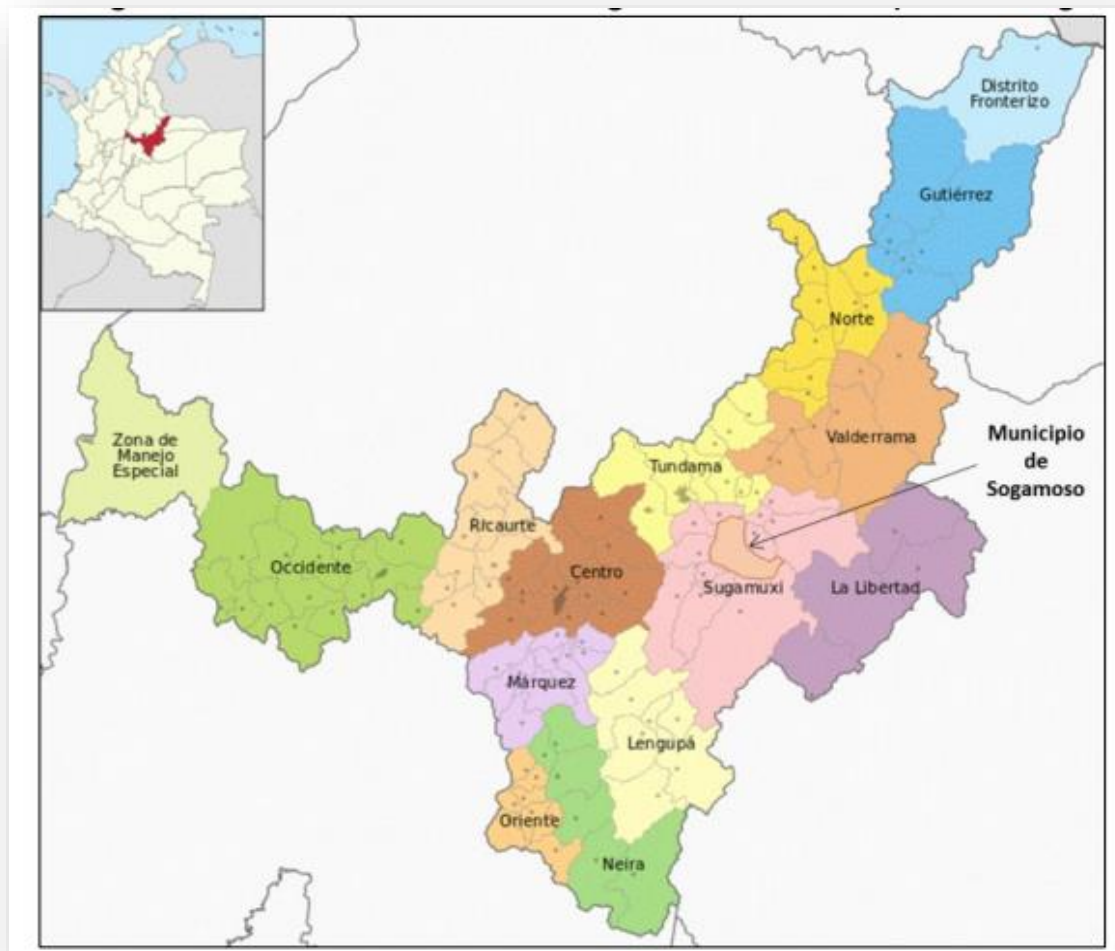 Distrito
Fronterizo
Gutiérrez
Norte
Valderrama
Municipio
de
Sogamoso
Zona de
Manejo
Especial
Tundama
Ricaurte
Occidente
Centro
Sugamuxi
La Libertad
Márquez
Lengupá
Oriente
Neira